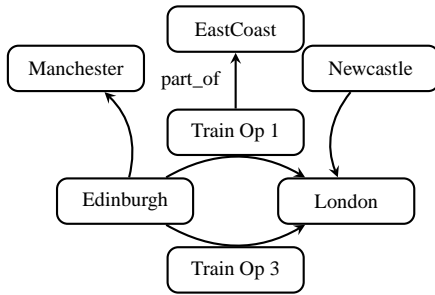 EastCoast
Manchester
Newcastle
part_of
Train Op 1
Edinburgh
London
Train Op 3